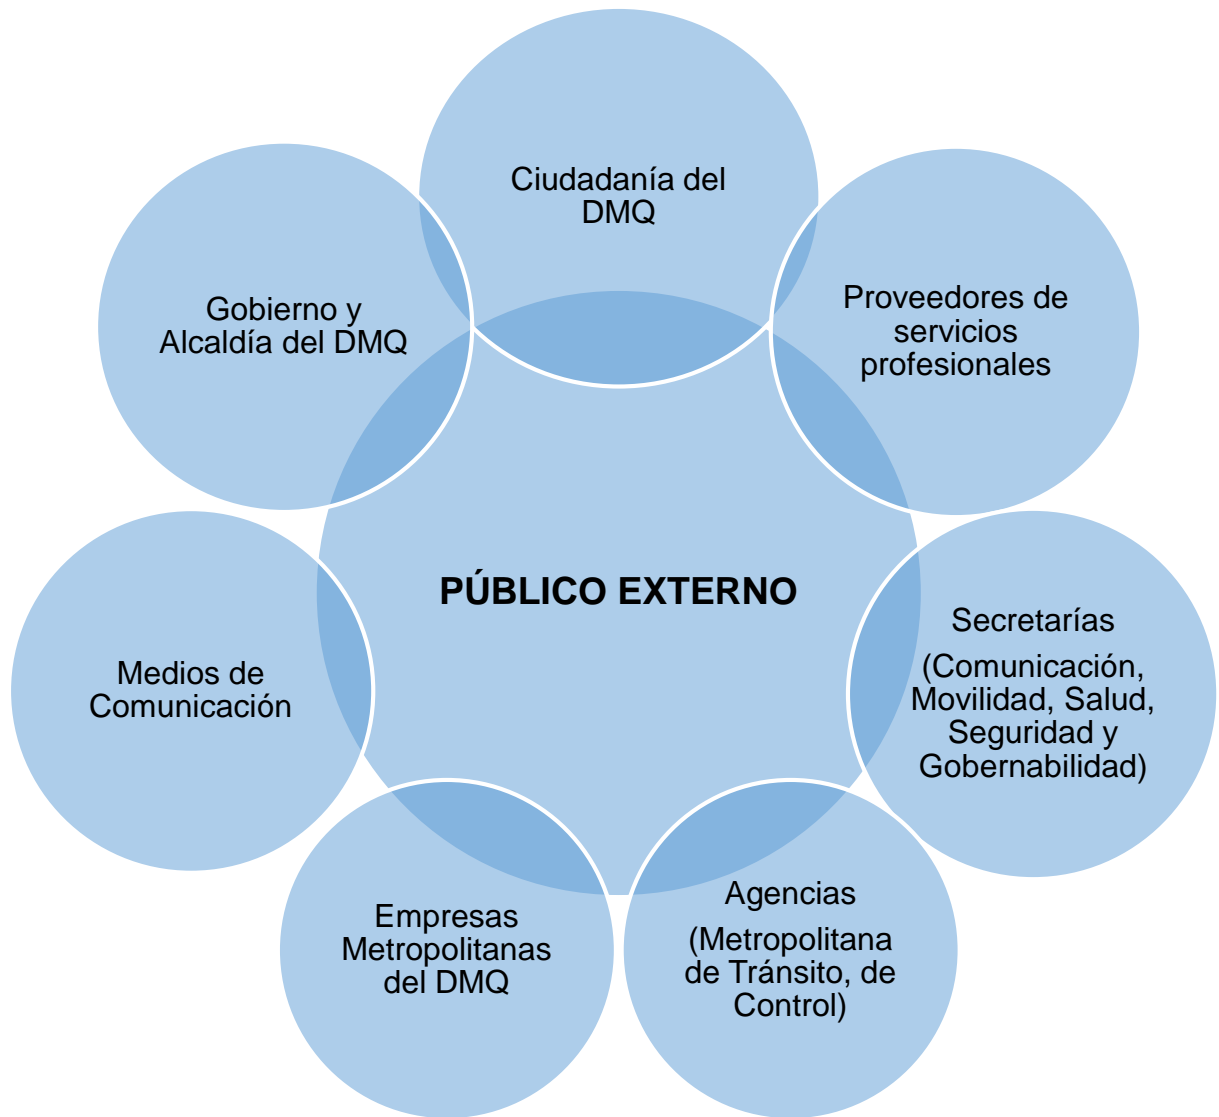 Ciudadanía del
DMQ
Gobierno y
Alcaldía del DMQ
Proveedores de
servicios
profesionales
PÚBLICO EXTERNO
Secretarías
(Comunicación,
Movilidad, Salud,
Seguridad y
Gobernabilidad)
Medios de
Comunicación
Agencias
(Metropolitana
de Tránsito, de
Control)
Empresas
Metropolitanas
del DMQ